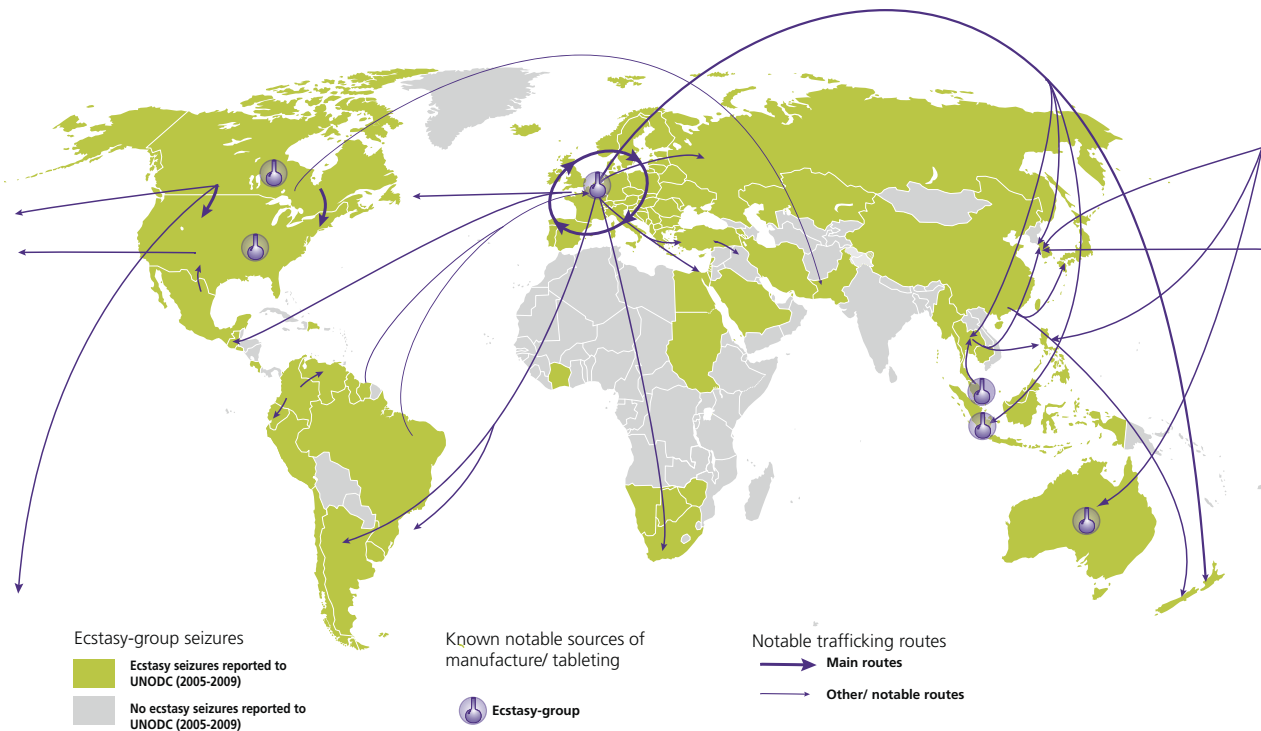 Ecstasy-group seizures
Ecstasy seizures reported to
UNODC (2005-2009)
No ecstasy seizures reported to
UNODC (2005-2009)
Known notable sources of
manufacture/ tableting
Ecstasy-group
Notable trafficking routes
Main routes
Other/ notable routes